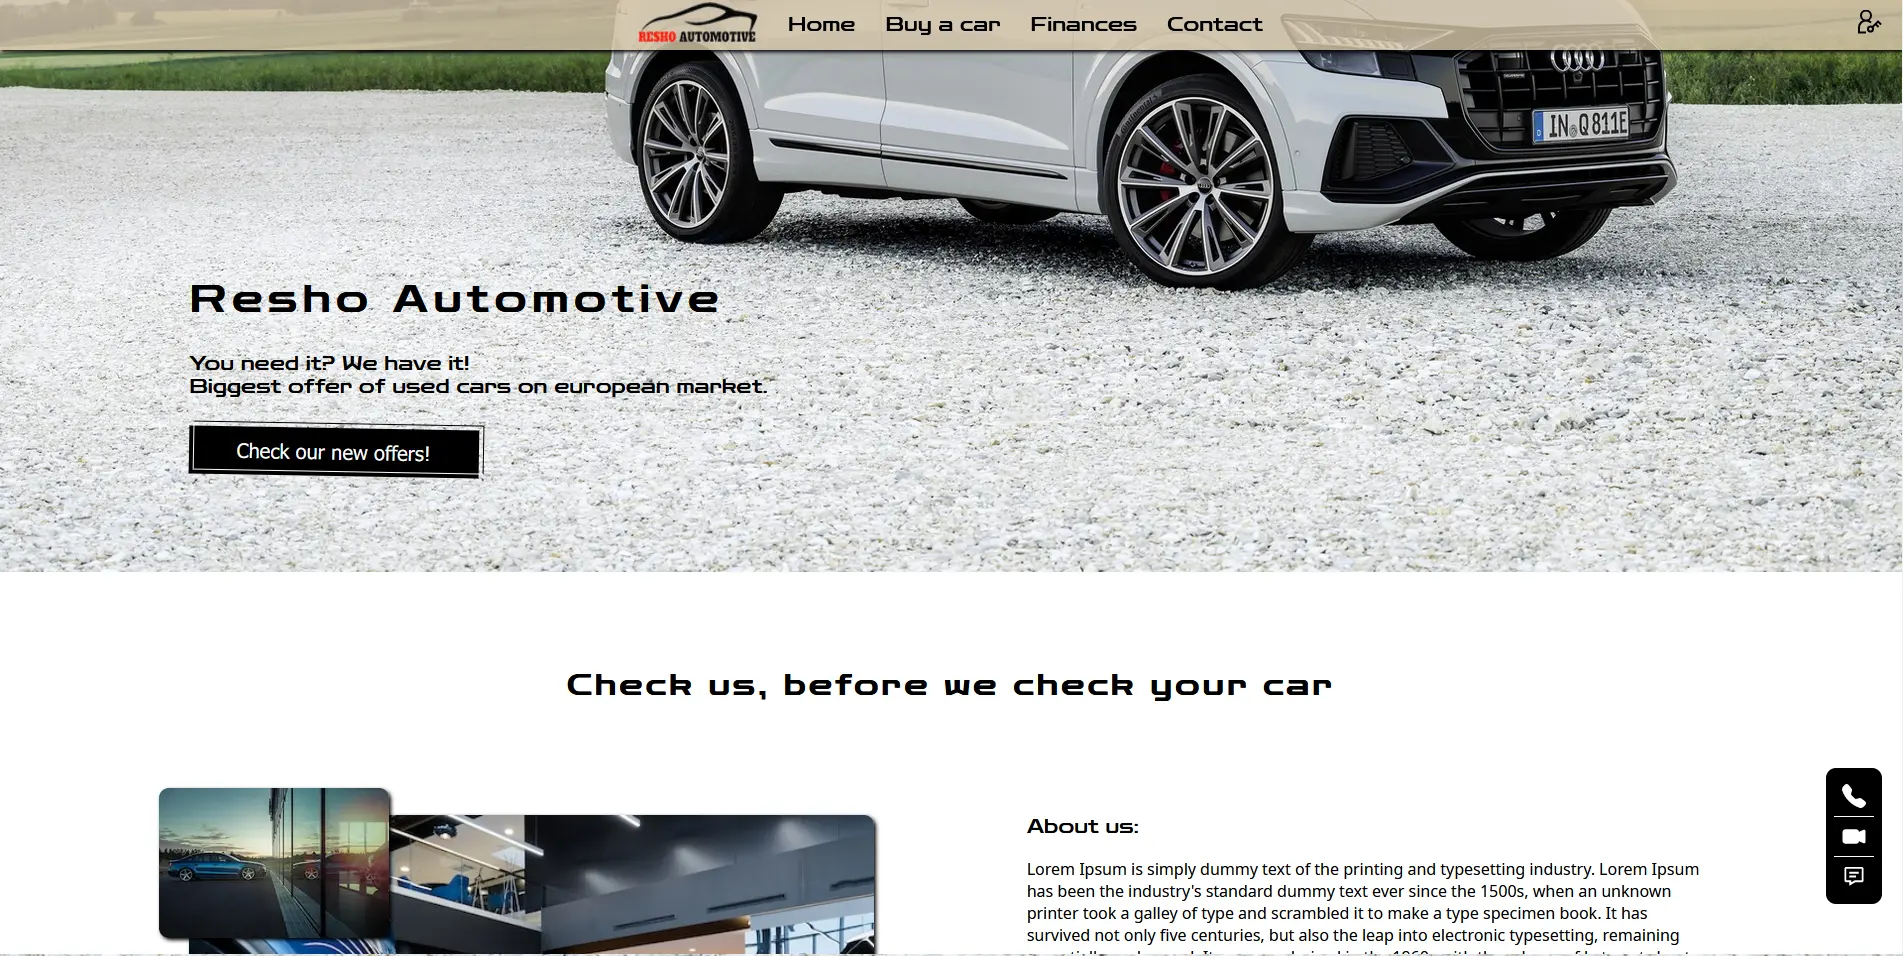 RESHO AUTOMOTIVE
Home
Buy a car
Finances
Contact
IN Q 811E
Resho Automotive
You need it? We have it!
Biggest offer of used cars on european market.
Check our new offers!
Check us, before we check your car
About us:
Lorem Ipsum is simply dummy text of the printing and typesetting industry. Lorem Ipsum
has been the industry's standard dummy text ever since the 1500s, when an unknown
printer took a galley of type and scrambled it to make a type specimen book. It has
survived not only five centuries, but also the leap into electronic typesetting, remaining